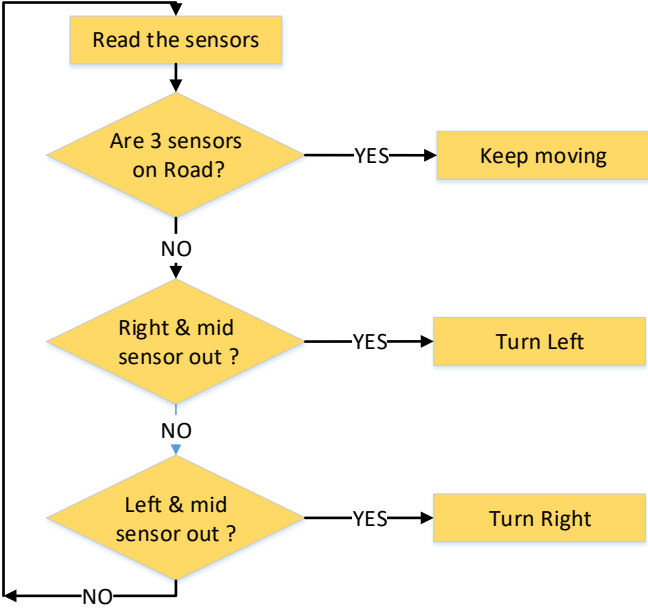 Read the sensors
Are 3 sensors
on Road?
YES
Keep moving
NO
Right & mid
sensor out ?
YES
Turn Left
NO
Left & mid
sensor out ?
YES
Turn Right
NO